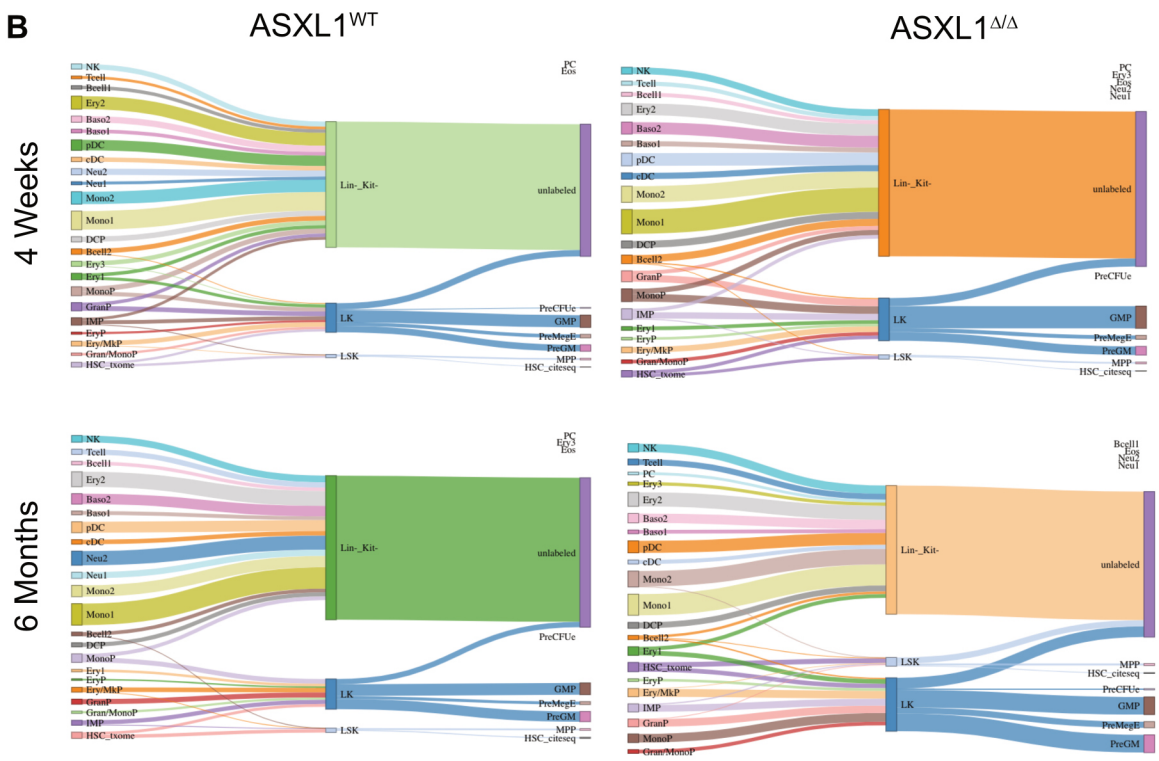 B
ASXL1WT
ASXL1Δ/Δ
4 Weeks
NK
Tcell
Bcell1
Ery2
Baso2
Baso1
pDC
cDC
Neu2
Neu1
Mono2
Mono1
DCP
Bcell2
Ery3
Ery1
MonoP
GranP
IMP
EryP
Ery/MkP
Gran/MonoP
HSC_txome
Lin-_Kit-
LK
LSK
PC
Eos
unlabeled
PreCFUe
GMP
PreMegE
PreGM
MPP
HSC_citeseq
NK
Tcell
Bcell1
Ery2
Baso2
Baso1
pDC
cDC
Mono2
Mono1
DCP
Bcell2
GranP
MonoP
IMP
Ery1
EryP
Ery/MkP
Gran/MonoP
HSC_txome
Lin-_Kit-
LK
LSK
PC
Ery3
Eos
Neu2
Neu1
unlabeled
PreCFUe
GMP
PreMegE
PreGM
MPP
HSC_citeseq
6 Months
NK
Tcell
Bcell1
Ery2
Baso2
Baso1
pDC
cDC
Neu2
Neu1
Mono2
Mono1
Bcell2
DCP
MonoP
Ery1
EryP
Ery/MkP
GranP
Gran/MonoP
IMP
HSC_txome
Lin-_Kit-
LK
LSK
PC
Ery3
Eos
unlabeled
PreCFUe
GMP
PreMegE
PreGM
MPP
HSC_citeseq
NK
Tcell
PC
Ery3
Ery2
Baso2
Baso1
pDC
cDC
Mono2
Mono1
DCP
Bcell2
Ery1
HSC_txome
EryP
Ery/MkP
IMP
GranP
MonoP
Gran/MonoP
Lin-_Kit-
LSK
LK
Bcell1
Eos
Neu2
Neu1
unlabeled
MPP
HSC_citeseq
PreCFUe
GMP
PreMegE
PreGM